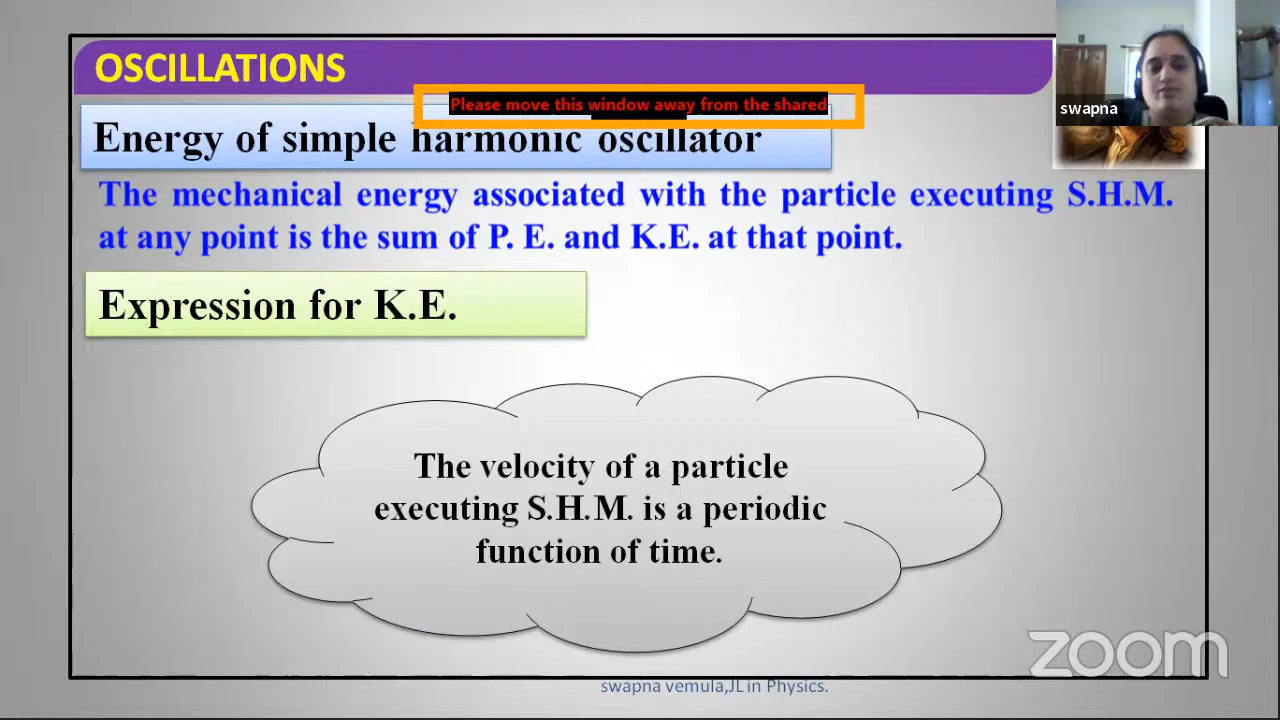 OSCILLATIONS
Please move this window away from the shared
swapna
Energy of simple harmonic oscillator
The mechanical energy associated with the particle executing S.H.M.
at any point is the sum of P. E. and K.E. at that point.
Expression for K.E.
The velocity of a particle
executing S.H.M. is a periodic
function of time.
zoom
swapna vemula,JL in Physics.